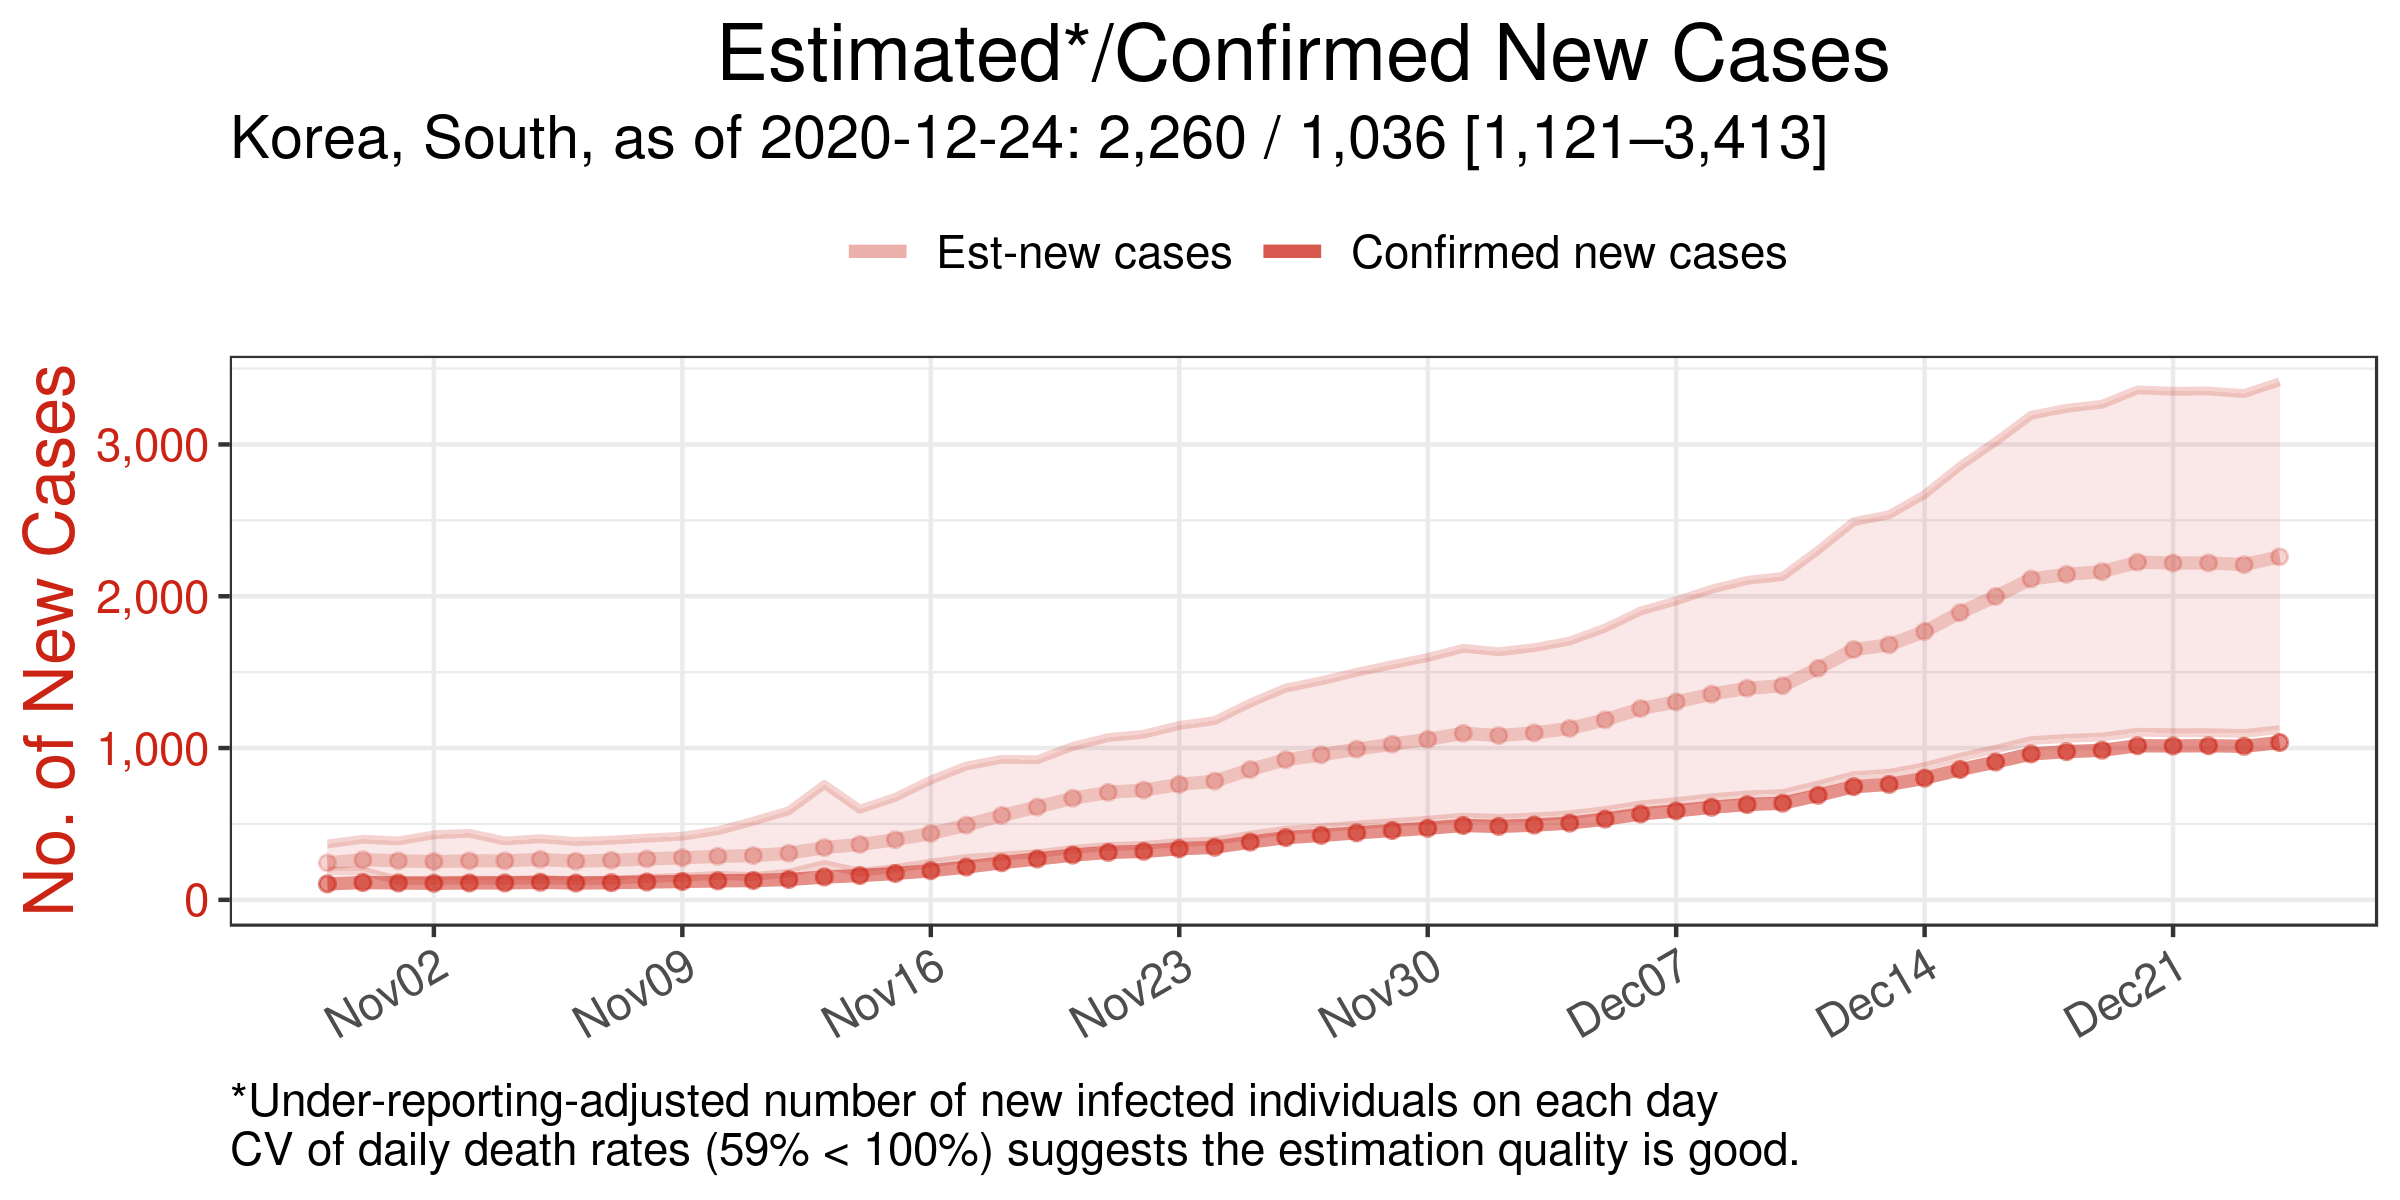 Estimated*/Confirmed New Cases
Korea, South, as of 2020-12-24: 2,260 / 1,036 [1,121–3,413]
Est-new cases Confirmed new cases
No. of New Cases
3,000
2,000
1,000
0
Nov02 Nov09 Nov16 Nov23 Nov30 Dec07 Dec14 Dec21
*Under-reporting-adjusted number of new infected individuals on each day
CV of daily death rates (59% < 100%) suggests the estimation quality is good.